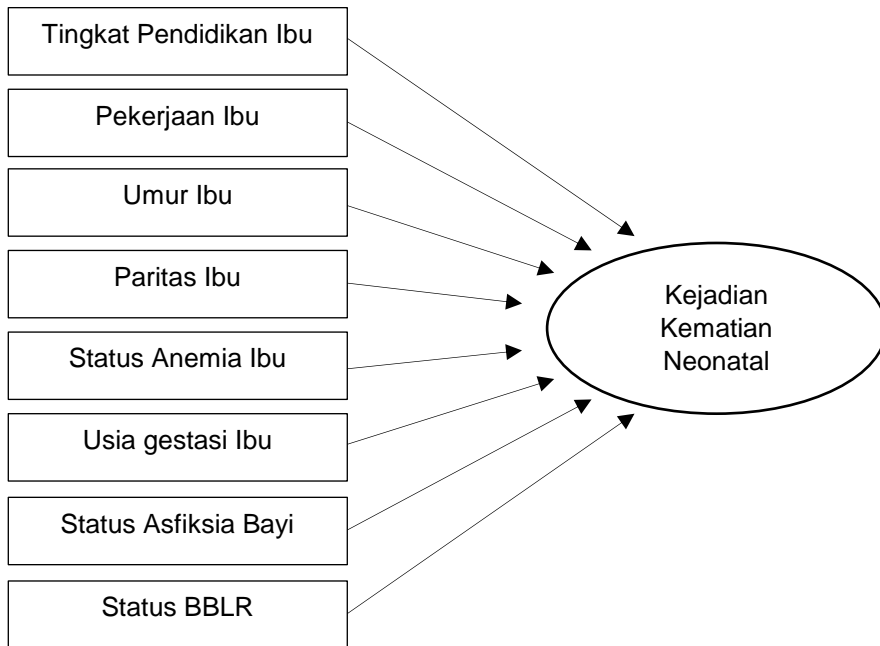 Tingkat Pendidikan Ibu
Pekerjaan Ibu
Umur Ibu
Paritas Ibu
Status Anemia Ibu
Usia gestasi Ibu
Status Asfiksia Bayi
Status BBLR
Kejadian
Kematian
Neonatal